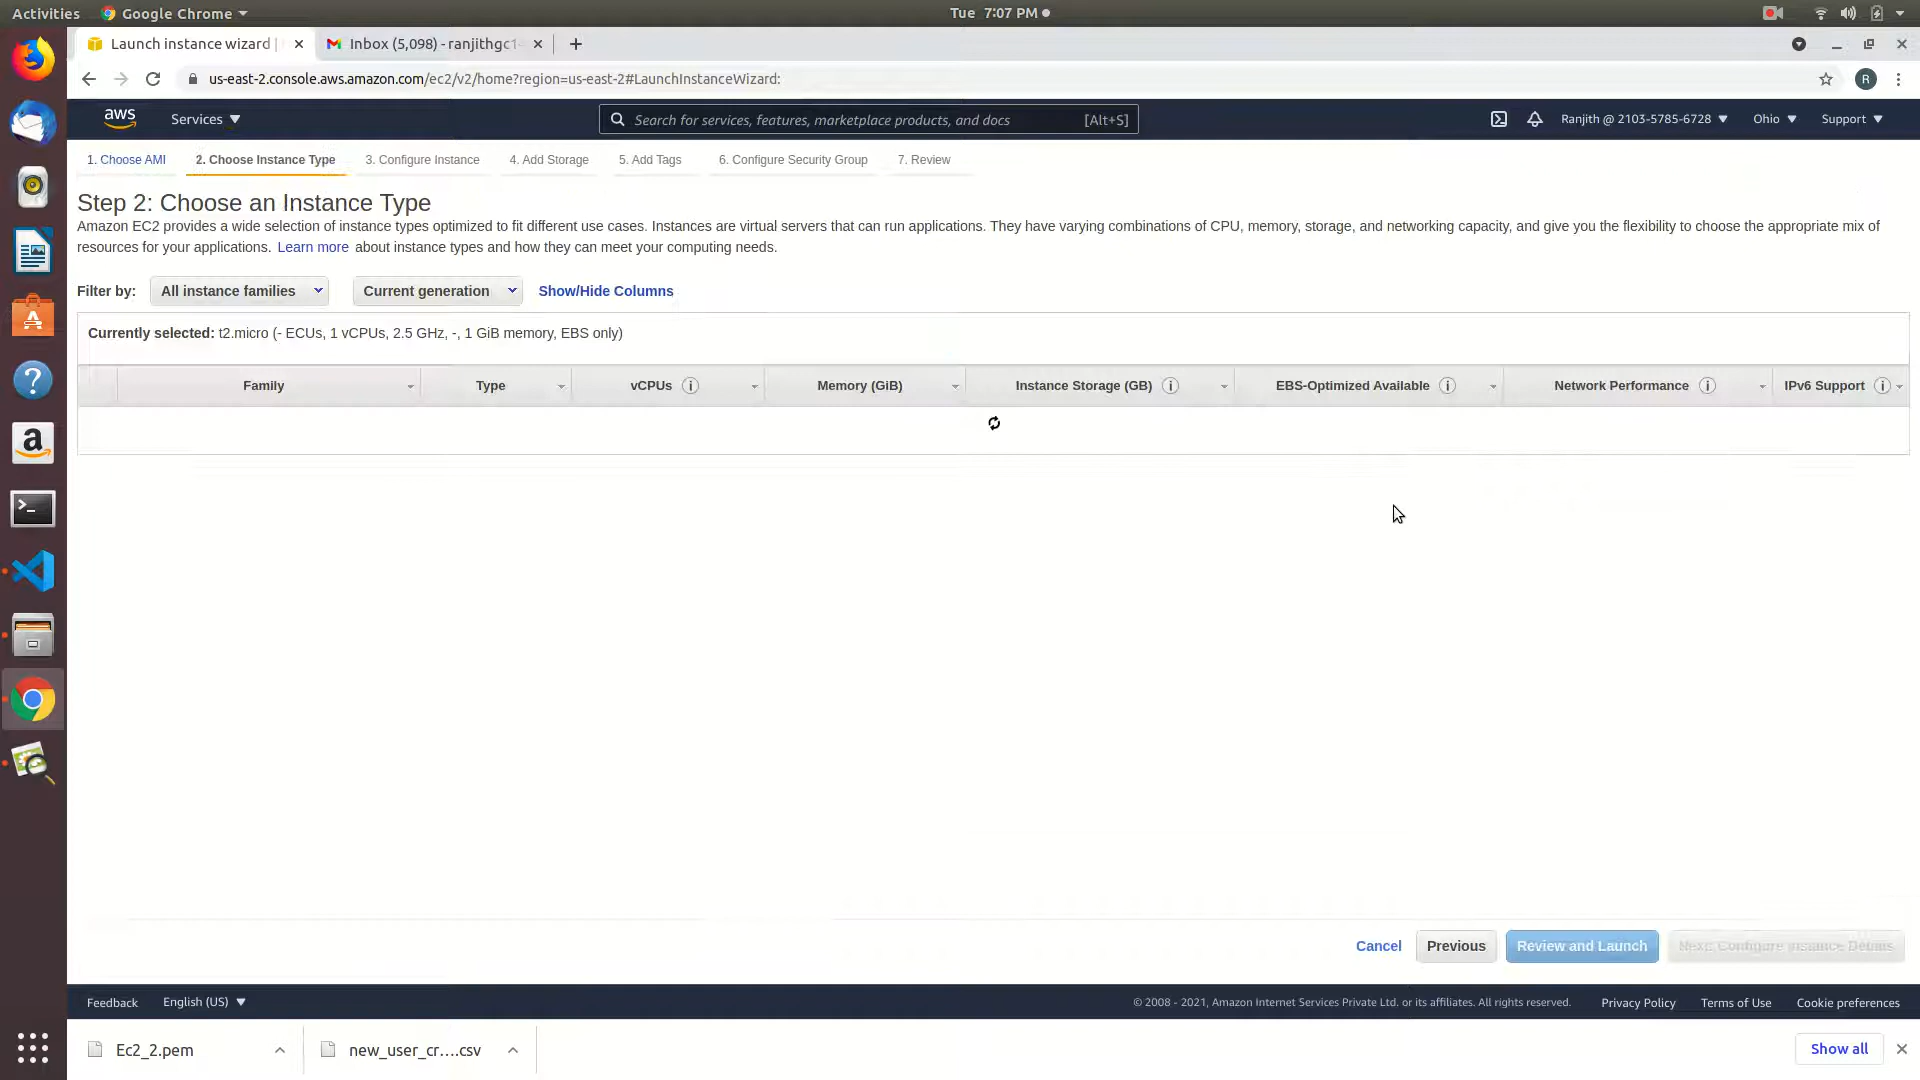 Activities Google Chrome Tue 7:07 PM
Launch instance wizard | Inbox (5,098) - ranjithgc1
us-east-2.console.aws.amazon.com/ec2/v2/home?region=us-east-2#LaunchInstanceWizard: R
aws Services Search for services, features, marketplace products, and docs [Alt+S] Ranjith @ 2103-5785-6728 Ohio Support
1. Choose AMI 2. Choose Instance Type 3. Configure Instance 4. Add Storage 5. Add Tags 6. Configure Security Group 7. Review
Step 2: Choose an Instance Type
Amazon EC2 provides a wide selection of instance types optimized to fit different use cases. Instances are virtual servers that can run applications. They have varying combinations of CPU, memory, storage, and networking capacity, and give you the flexibility to choose the appropriate mix of
resources for your applications. Learn more about instance types and how they can meet your computing needs.
Filter by: All instance families Current generation Show/Hide Columns
Currently selected: t2.micro (- ECUs, 1 vCPUs, 2.5 GHz, -, 1 GiB memory, EBS only)
Family Type vCPUs i Memory (GiB) Instance Storage (GB) i EBS-Optimized Available i Network Performance i IPv6 Support i
Cancel Previous Review and Launch Next: Configure Instance Details
Feedback English (US) © 2008 - 2021, Amazon Internet Services Private Ltd. or its affiliates. All rights reserved. Privacy Policy Terms of Use Cookie preferences
Ec2_2.pem new_user_cr....csv Show all